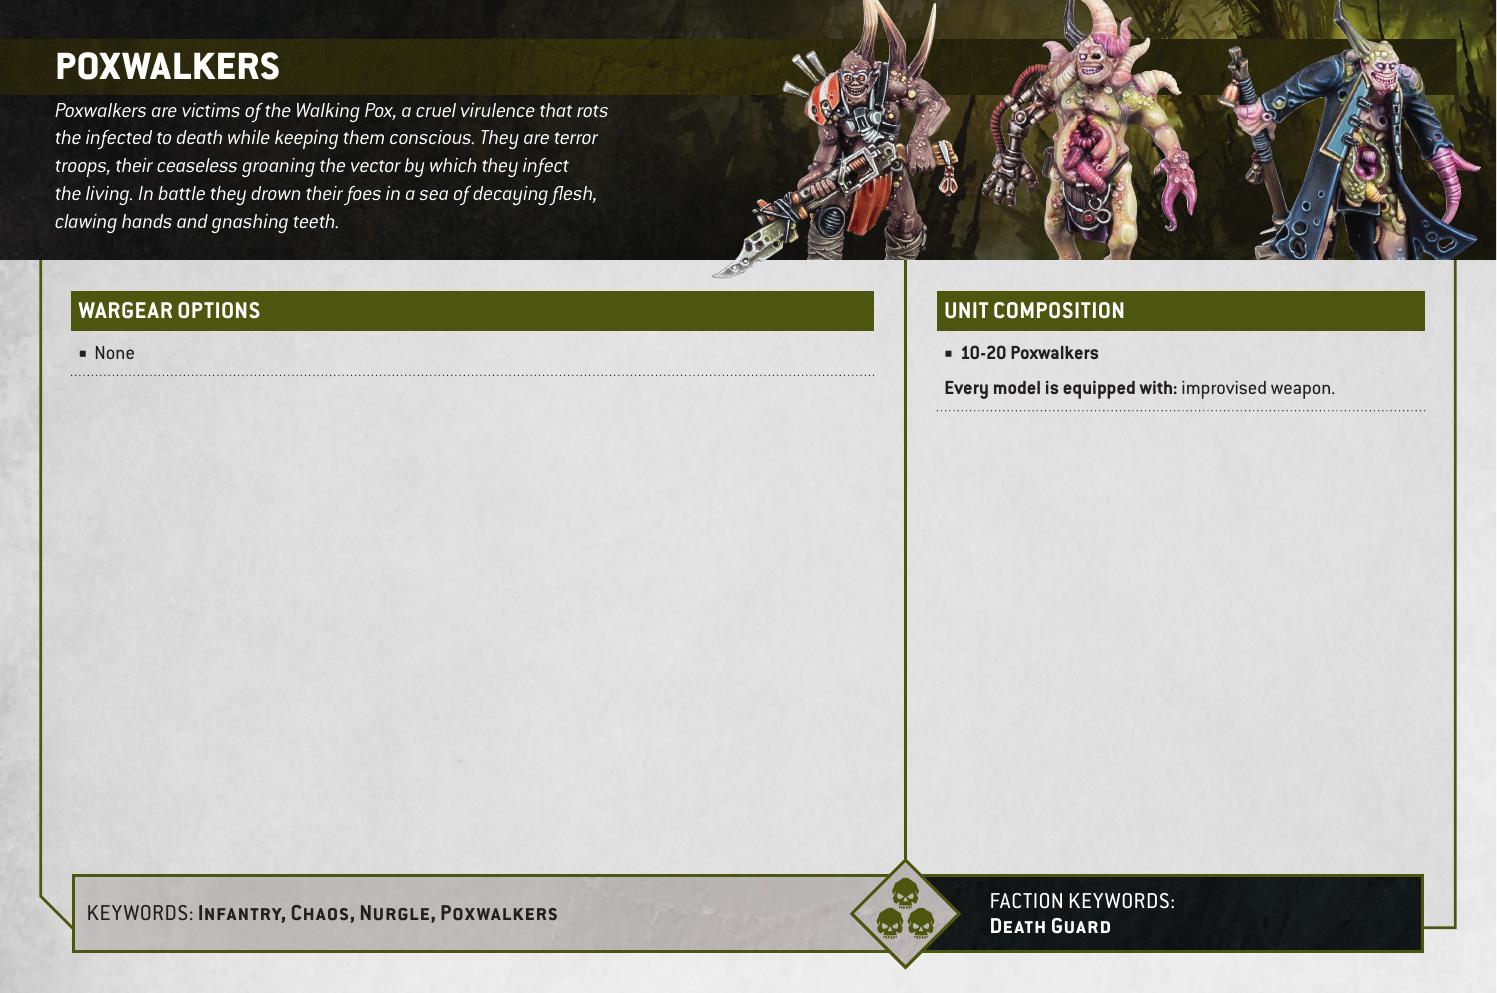 POXWALKERS
Poxwalkers are victims of the Walking Pox, a cruel virulence that rots
the infected to death while keeping them conscious. They are terror
troops, their ceaseless groaning the vector by which they infect
the living. In battle they drown their foes in a sea of decaying flesh,
clawing hands and gnashing teeth.
WARGEAR OPTIONS
▪ None
UNIT COMPOSITION
▪ 10-20 Poxwalkers
Every model is equipped with: improvised weapon.
KEYWORDS: Infantry, Chaos, Nurgle, Poxwalkers
FACTION KEYWORDS:
Death Guard